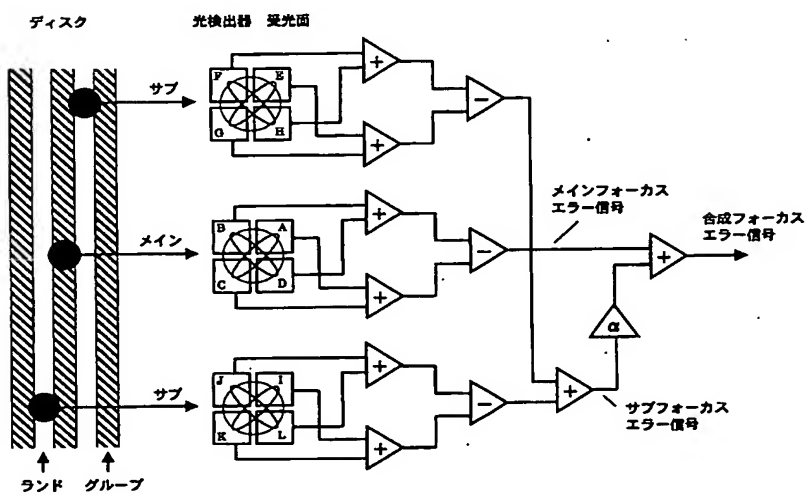 ディスク
光検出器 受光面
サブ
F
E
G
H
+
+
−
メイン
B
A
C
D
+
+
−
メインフォーカス
エラー信号
+
合成フォーカス
エラー信号
α
サブ
J
I
K
L
+
+
−
+
サブフォーカス
エラー信号
ランド
グルーブ